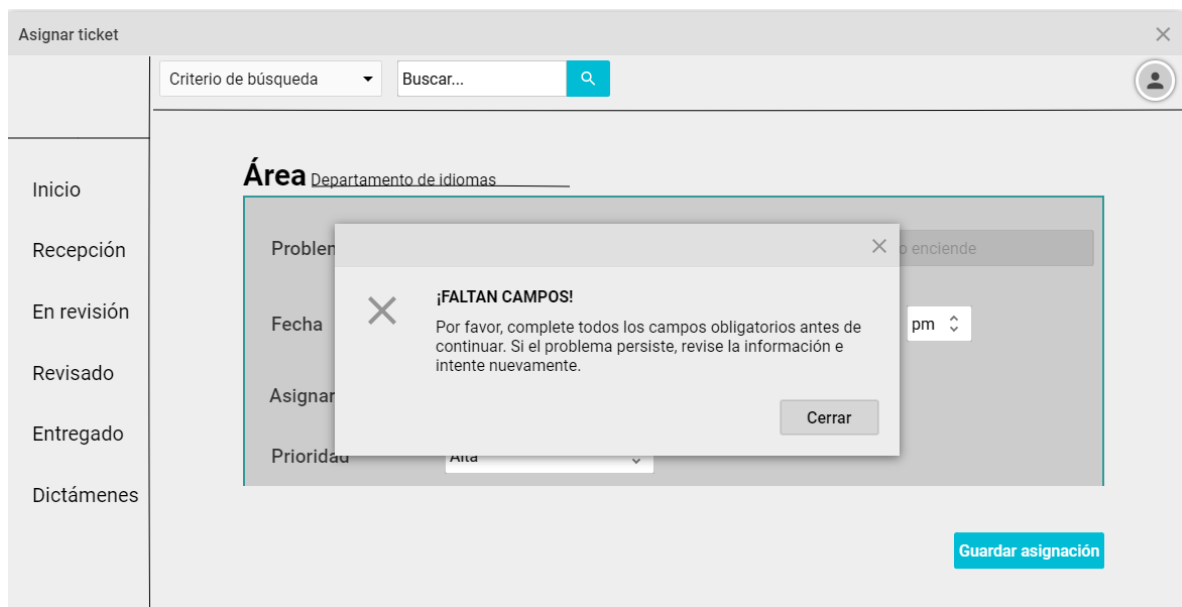 Asignar ticket
Criterio de búsqueda
Buscar...
Inicio
Recepción
En revisión
Revisado
Entregado
Dictámenes
Área Departamento de idiomas
enciende
Fecha
pm
¡FALTAN CAMPOS!
Por favor, complete todos los campos obligatorios antes de
continuar. Si el problema persiste, revise la información e
intente nuevamente.
Cerrar
Asignar
Prioridad
Alta
Guardar asignación